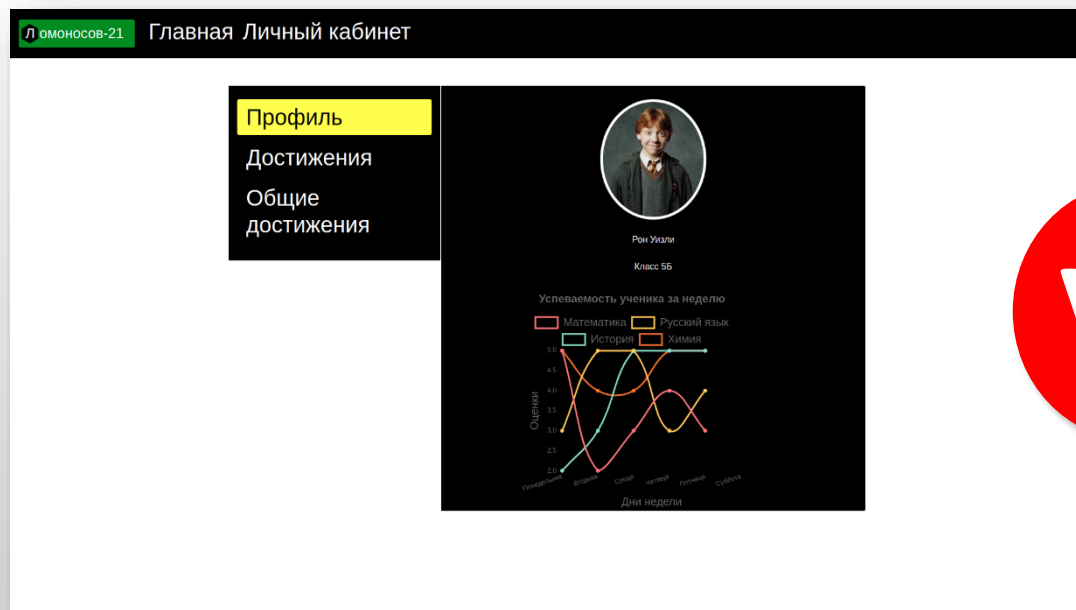 Ломоносов-21 Главная Личный кабинет
Профиль
Достижения
Общие
достижения
Рон Уизли
Класс 5Б
Успеваемость ученика за неделю
Математика Русский язык
История Химия
5.0
4.5
4.0
3.5
3.0
2.5
2.0
Оценки
Понедельник Вторник Среда Четверг Пятница Суббота
Дни недели